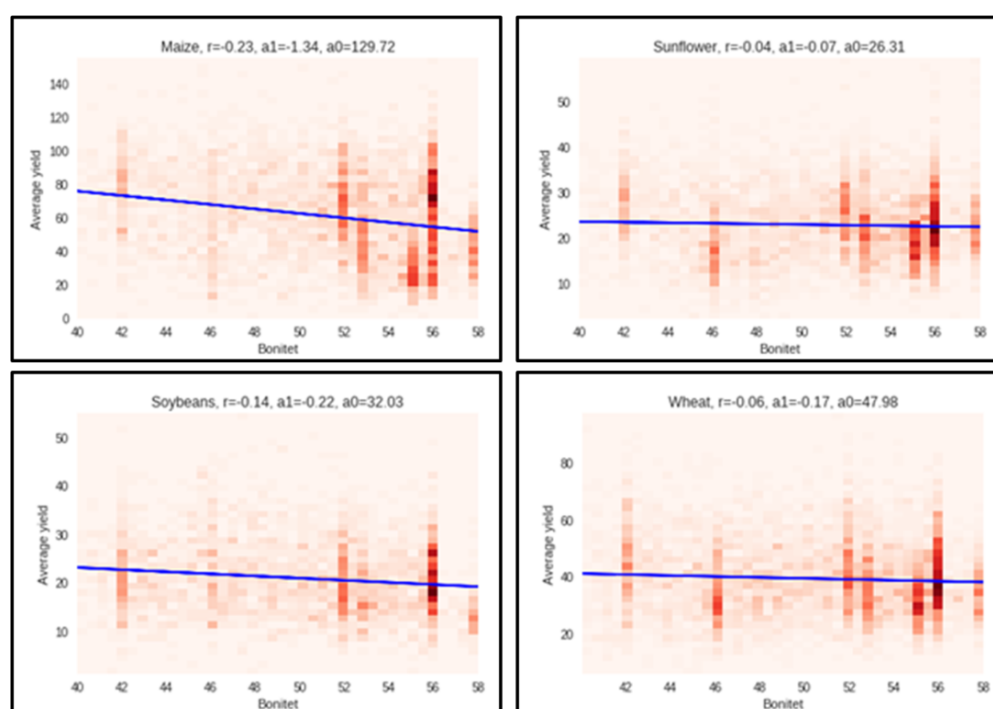 Maize, r=-0.23, a1=-1.34, a0=129.72
140
120
100
80
60
40
20
0
Average yield
40 42 44 46 48 50 52 54 56 58
Bonitet
Sunflower, r=-0.04, a1=-0.07, a0=26.31
50
40
30
20
10
Average yield
40 42 44 46 48 50 52 54 56 58
Bonitet
Soybeans, r=-0.14, a1=-0.22, a0=32.03
50
40
30
20
10
Average yield
40 42 44 46 48 50 52 54 56 58
Bonitet
Wheat, r=-0.06, a1=-0.17, a0=47.98
80
60
40
20
Average yield
42 44 46 48 50 52 54 56 58
Bonitet